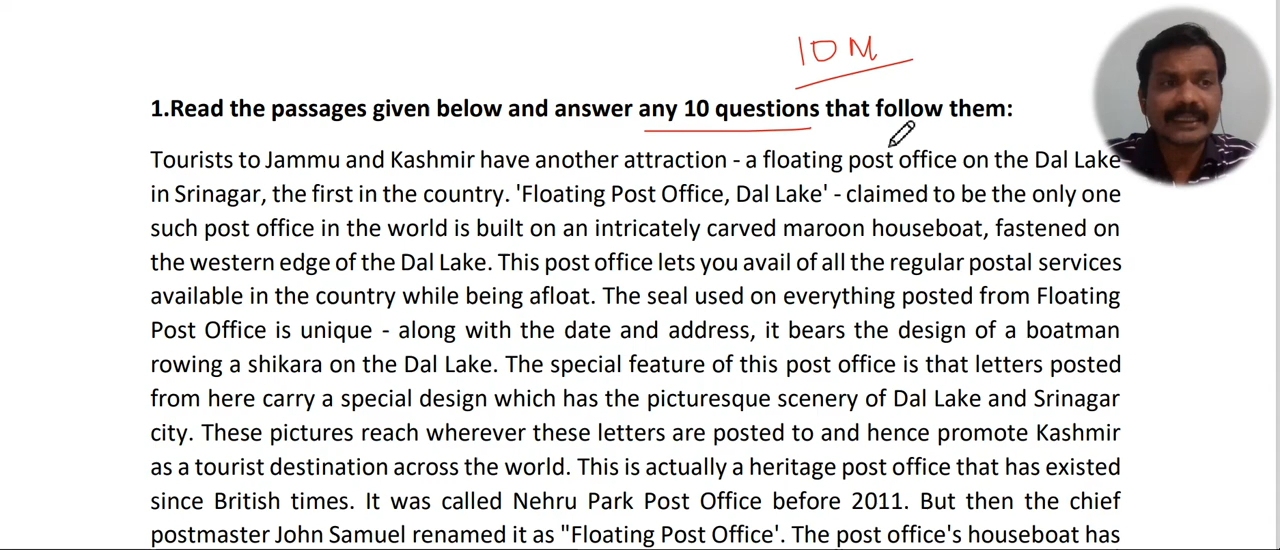 10 M
1.Read the passages given below and answer any 10 questions that follow them:
Tourists to Jammu and Kashmir have another attraction - a floating post office on the Dal Lake
in Srinagar, the first in the country. 'Floating Post Office, Dal Lake' - claimed to be the only one
such post office in the world is built on an intricately carved maroon houseboat, fastened on
the western edge of the Dal Lake. This post office lets you avail of all the regular postal services
available in the country while being afloat. The seal used on everything posted from Floating
Post Office is unique - along with the date and address, it bears the design of a boatman
rowing a shikara on the Dal Lake. The special feature of this post office is that letters posted
from here carry a special design which has the picturesque scenery of Dal Lake and Srinagar
city. These pictures reach wherever these letters are posted to and hence promote Kashmir
as a tourist destination across the world. This is actually a heritage post office that has existed
since British times. It was called Nehru Park Post Office before 2011. But then the chief
postmaster John Samuel renamed it as "Floating Post Office'. The post office's houseboat has